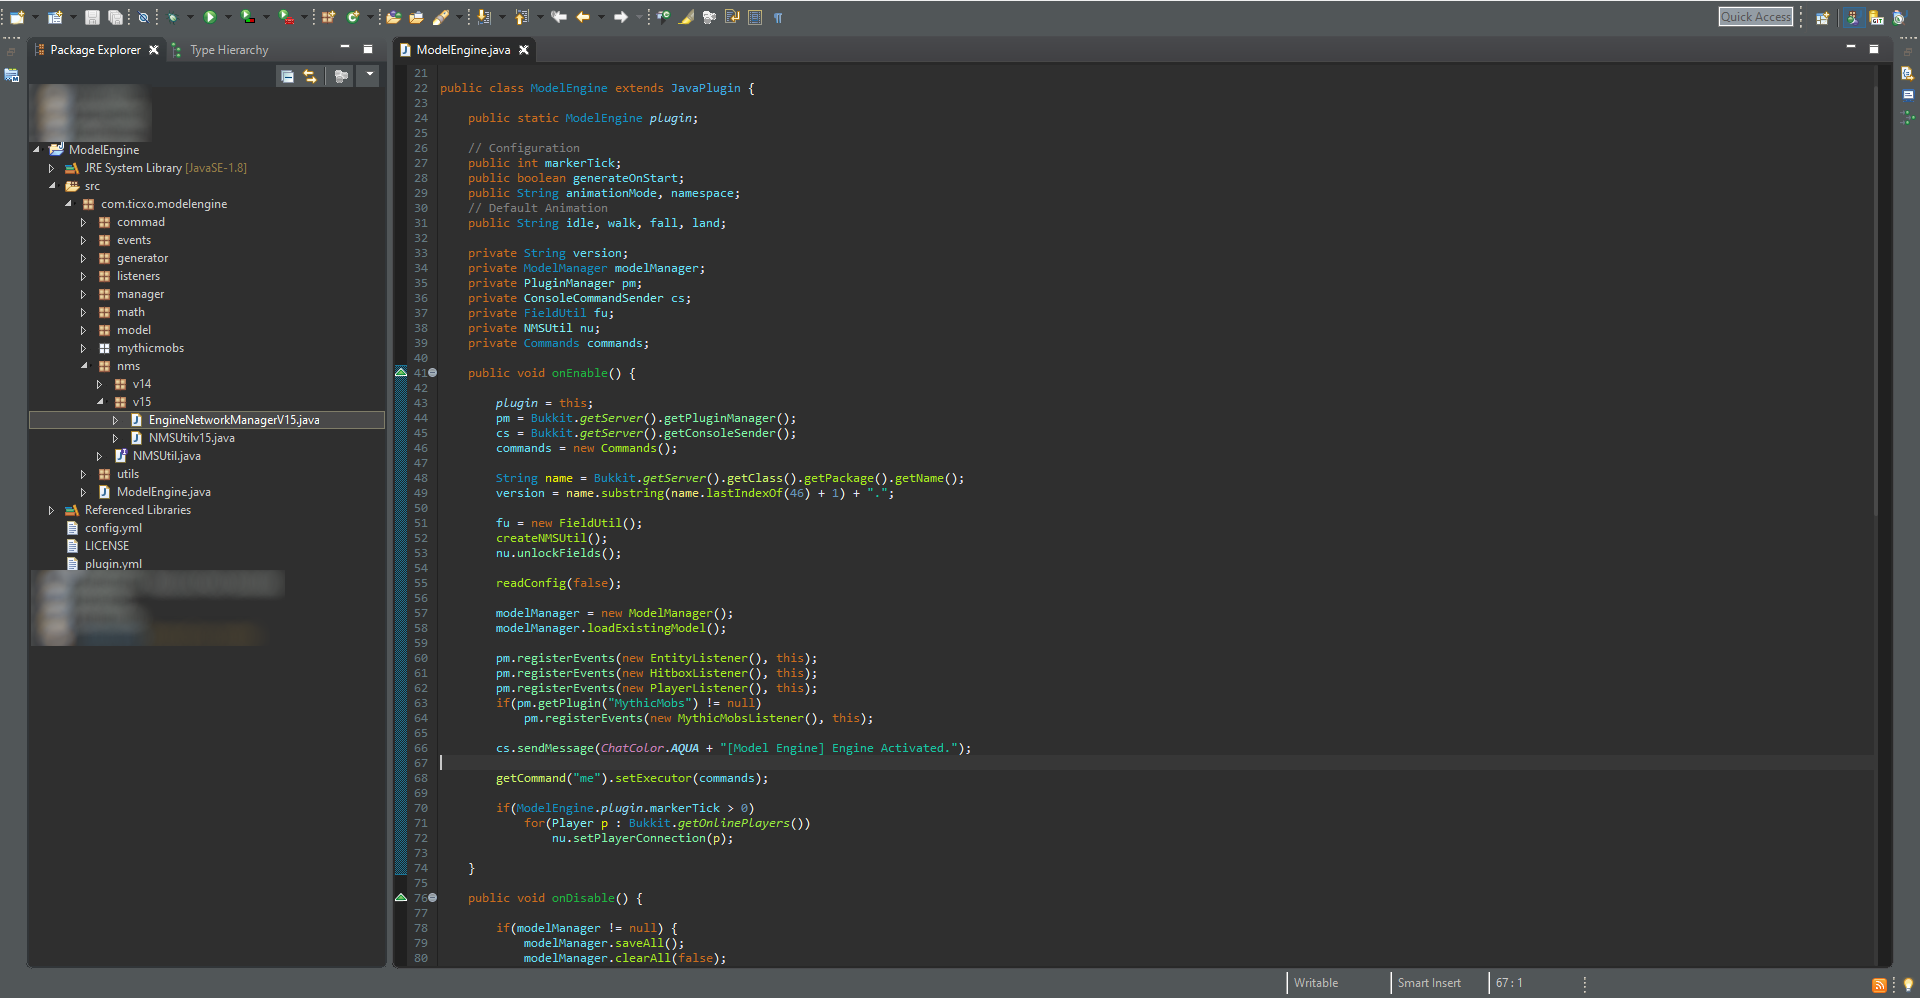 Quick Access
Package Explorer
Type Hierarchy
ModelEngine
JRE System Library [JavaSE-1.8]
src
com.ticxo.modelengine
commad
events
generator
listeners
manager
math
model
mythicmobs
nms
v14
v15
EngineNetworkManagerV15.java
NMSUtilv15.java
NMSUtil.java
utils
ModelEngine.java
Referenced Libraries
config.yml
LICENSE
plugin.yml
ModelEngine.java
21
22 public class ModelEngine extends JavaPlugin {
23
24     public static ModelEngine plugin;
25
26     // Configuration
27     public int markerTick;
28     public boolean generateOnStart;
29     public String animationMode, namespace;
30     // Default Animation
31     public String idle, walk, fall, land;
32
33     private String version;
34     private ModelManager modelManager;
35     private PluginManager pm;
36     private ConsoleCommandSender cs;
37     private FieldUtil fu;
38     private NMSUtil nu;
39     private Commands commands;
40
41     public void onEnable() {
42
43         plugin = this;
44         pm = Bukkit.getServer().getPluginManager();
45         cs = Bukkit.getServer().getConsoleSender();
46         commands = new Commands();
47
48         String name = Bukkit.getServer().getClass().getPackage().getName();
49         version = name.substring(name.lastIndexOf(46) + 1) + ".";
50
51         fu = new FieldUtil();
52         createNMSUtil();
53         nu.unlockFields();
54
55         readConfig(false);
56
57         modelManager = new ModelManager();
58         modelManager.loadExistingModel();
59
60         pm.registerEvents(new EntityListener(), this);
61         pm.registerEvents(new HitboxListener(), this);
62         pm.registerEvents(new PlayerListener(), this);
63         if(pm.getPlugin("MythicMobs") != null)
64             pm.registerEvents(new MythicMobsListener(), this);
65
66         cs.sendMessage(ChatColor.AQUA + "[Model Engine] Engine Activated.");
67
68         getCommand("me").setExecutor(commands);
69
70         if(ModelEngine.plugin.markerTick > 0)
71             for(Player p : Bukkit.getOnlinePlayers())
72                 nu.setPlayerConnection(p);
73
74     }
75
76     public void onDisable() {
77
78         if(modelManager != null) {
79             modelManager.saveAll();
80             modelManager.clearAll(false);
Writable
Smart Insert
67 : 1